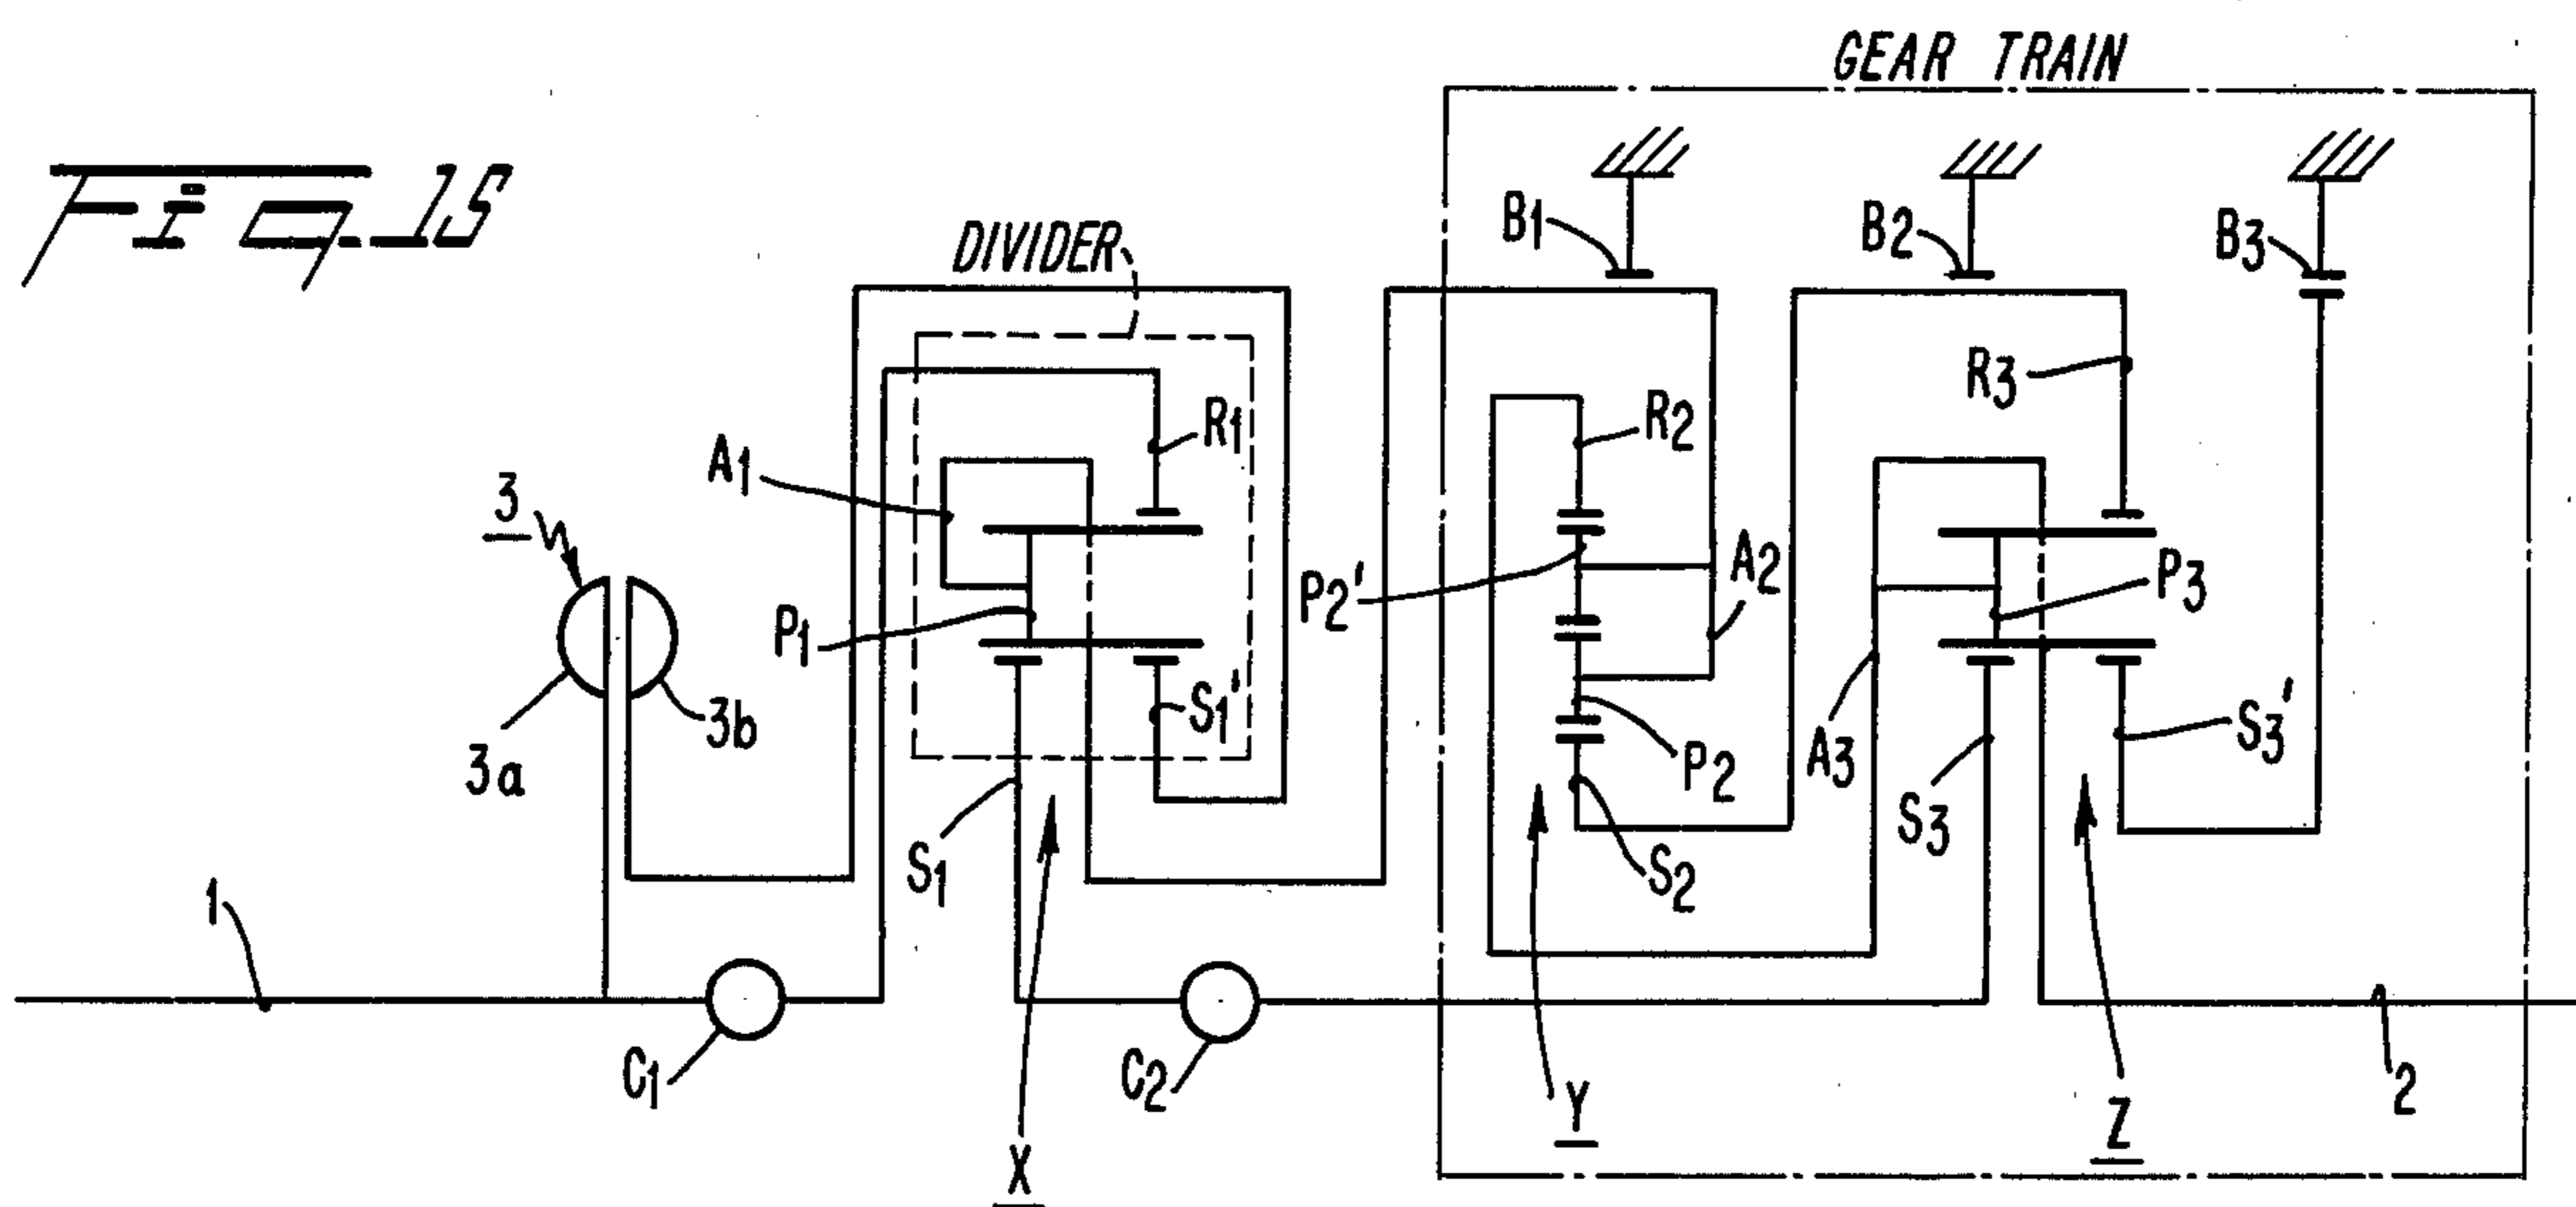 GEAR TRAIN
Fig. 15
DIVIDER
B1
B2
B3
R1
R2
R3
A1
3
P2'
A2
P3
P1
3b
S1'
3a
P2
A3
S3
S3'
S1
S2
1
C1
C2
Y
2
Z
X